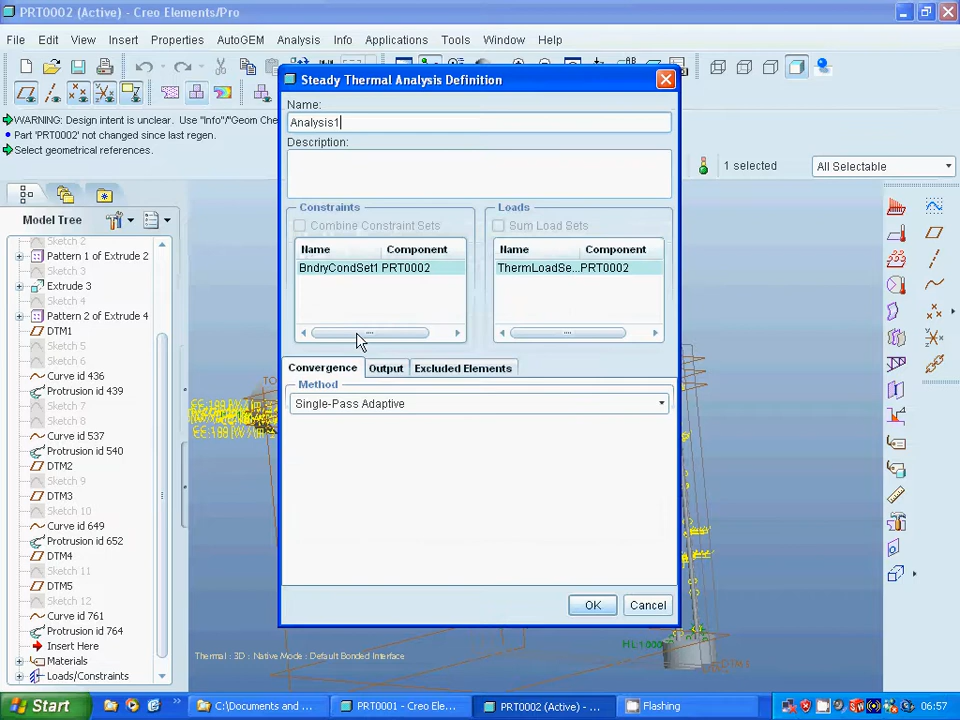 PRT0002 (Active) - Creo Elements/Pro
File Edit View Insert Properties AutoGEM Analysis Info Applications Tools Window Help
WARNING: Design intent is unclear. Use "Info"/"Geom Che
Part 'PRT0002' not changed since last regen.
Select geometrical references.
1 selected
All Selectable
Model Tree
Sketch 2
Pattern 1 of Extrude 2
Sketch 3
Extrude 3
Sketch 4
Pattern 2 of Extrude 4
DTM1
Sketch 5
Sketch 6
Curve id 436
Protrusion id 439
Sketch 7
Sketch 8
Curve id 537
Protrusion id 540
DTM2
Sketch 9
DTM3
Sketch 10
Curve id 649
Protrusion id 652
DTM4
Sketch 11
DTM5
Sketch 12
Curve id 761
Protrusion id 764
Insert Here
Materials
Loads/Constraints
Steady Thermal Analysis Definition
Name:
Analysis1
Description:
Constraints
Combine Constraint Sets
Name Component
BndryCondSet1 PRT0002
Loads
Sum Load Sets
Name Component
ThermLoadSe...PRT0002
Convergence Output Excluded Elements
Method
Single-Pass Adaptive
OK Cancel
HL:1000
Thermal : 3D : Native Mode : Default Bonded Interface
Start
C:\Documents and ...
PRT0001 - Creo Ele...
PRT0002 (Active) - ...
Flashing
06:57